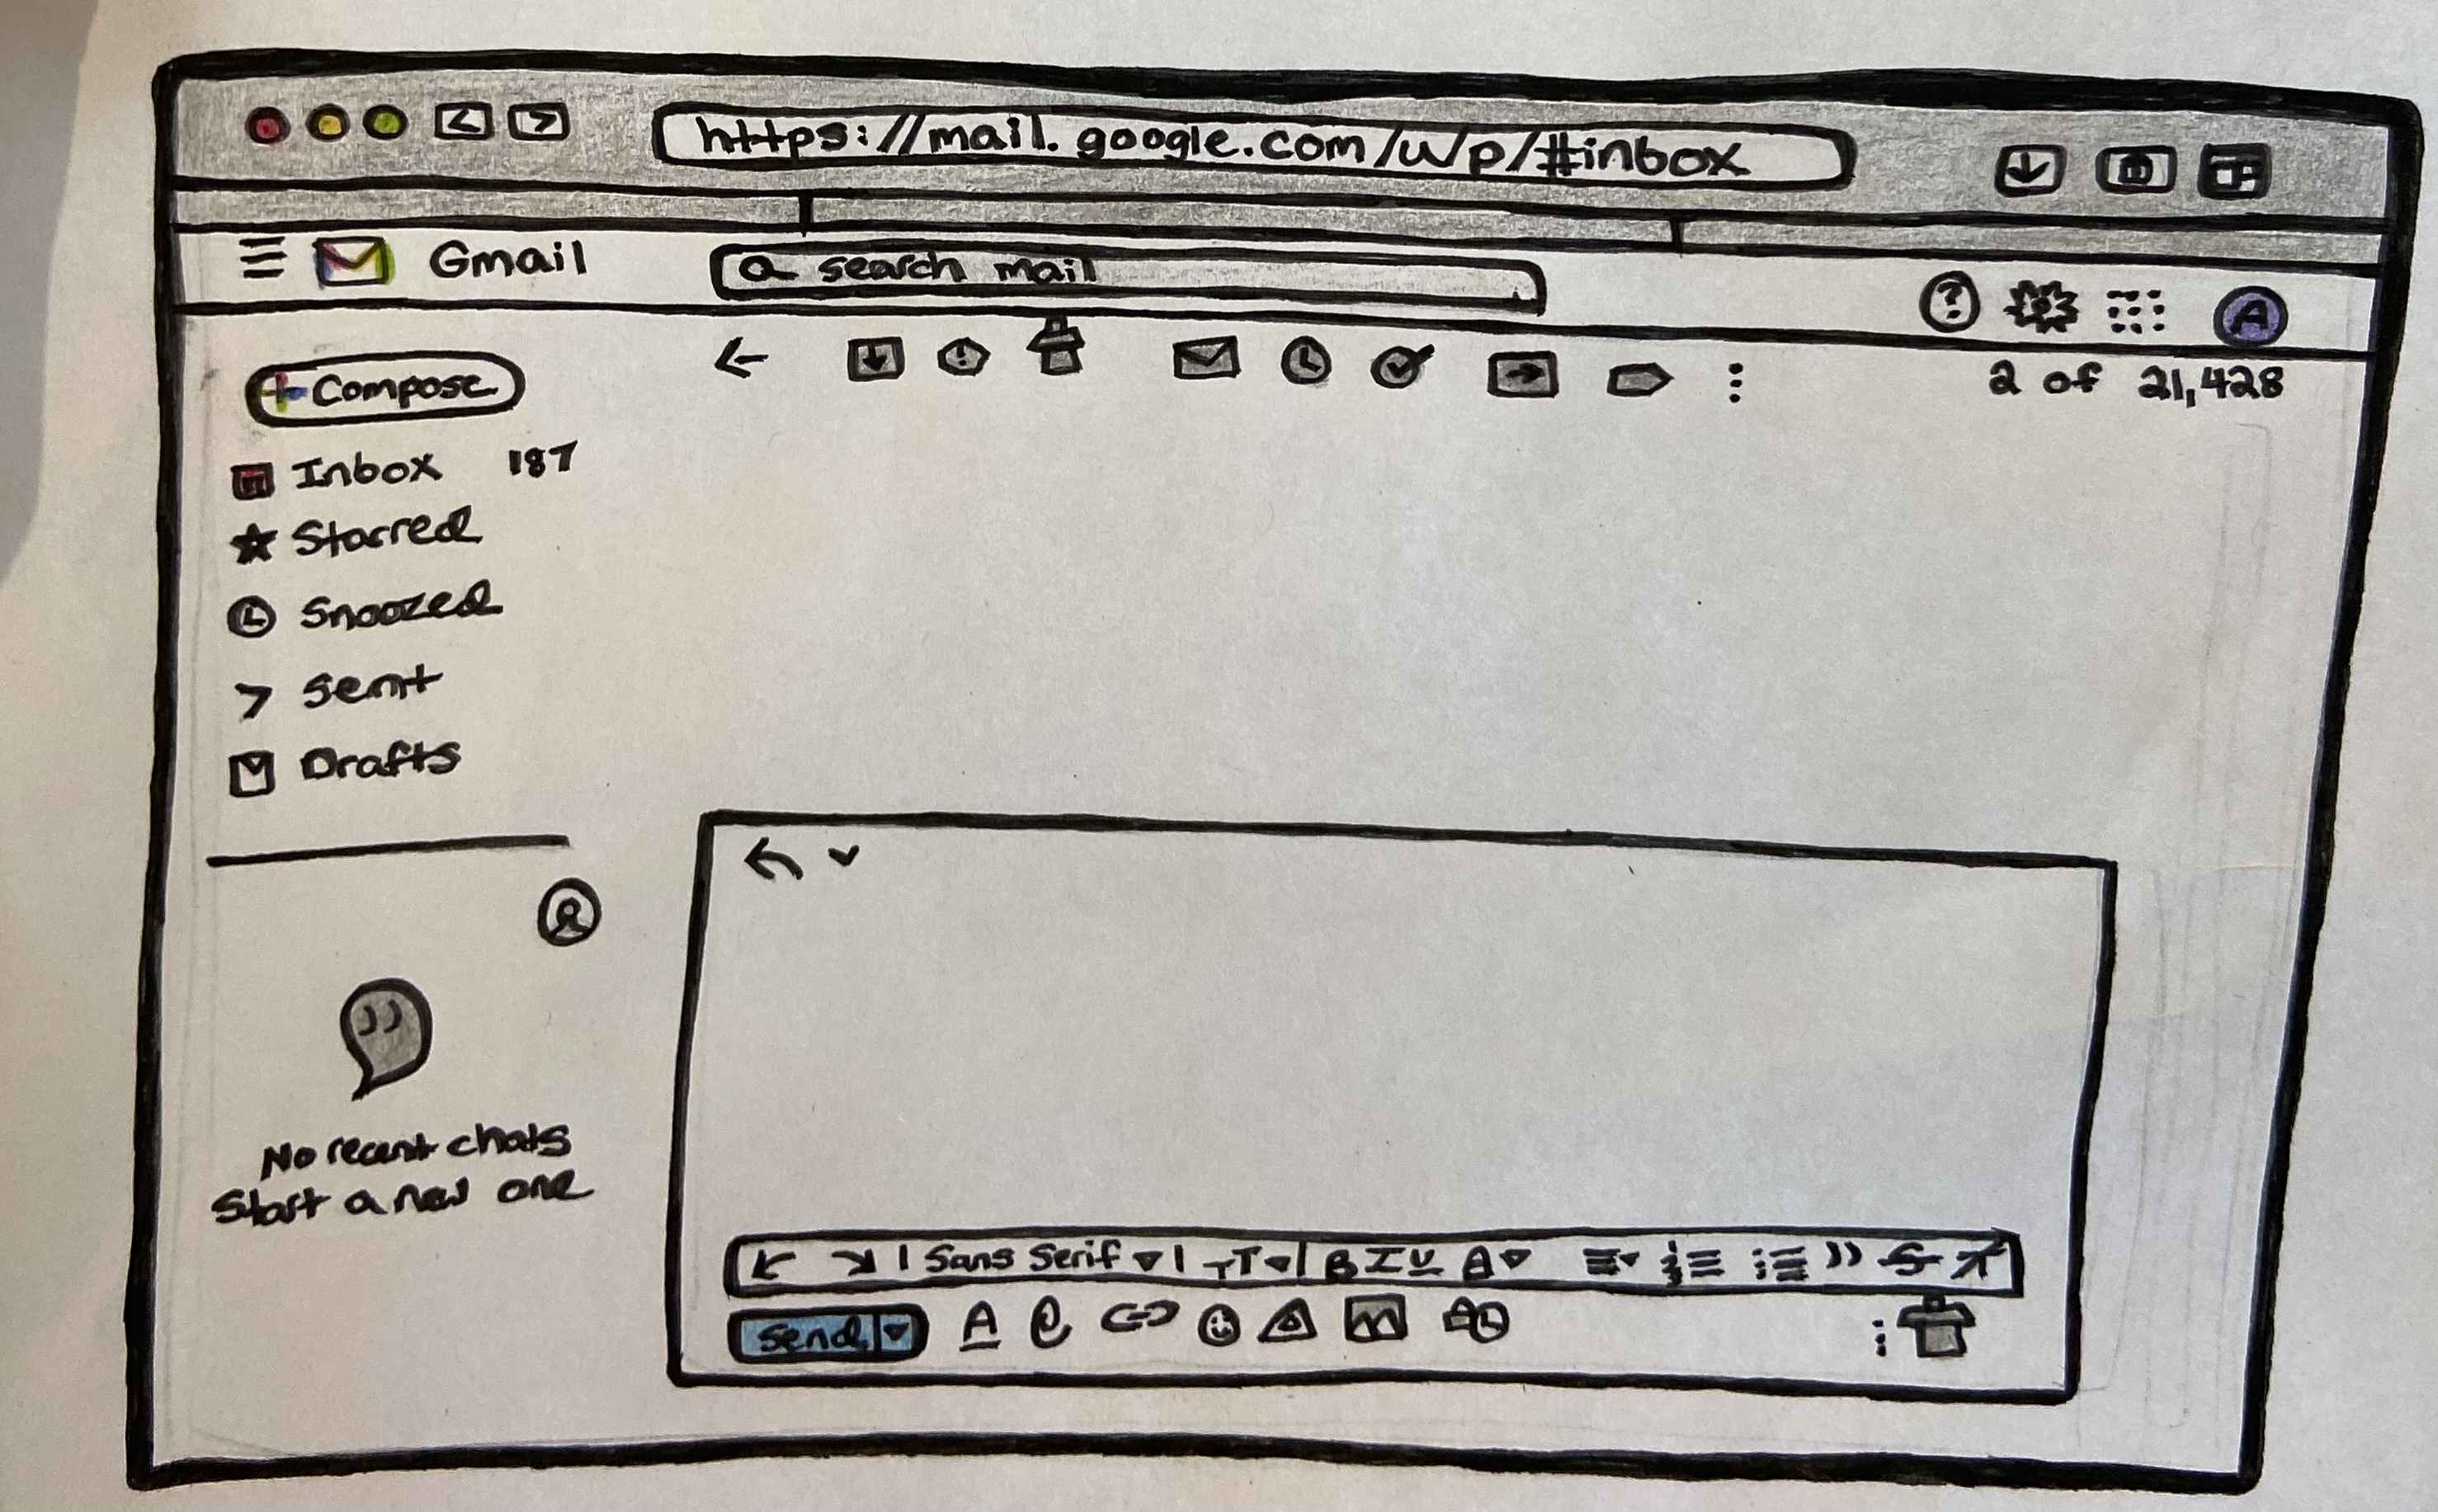 https://mail.google.com/w/p/#inbox
Gmail
search mail
?
A
Compose
2 of 21,428
Inbox 187
Starred
Snoozed
sent
Drafts
No recent chats
Start a new one
Sans Serif TT B I U A
send A